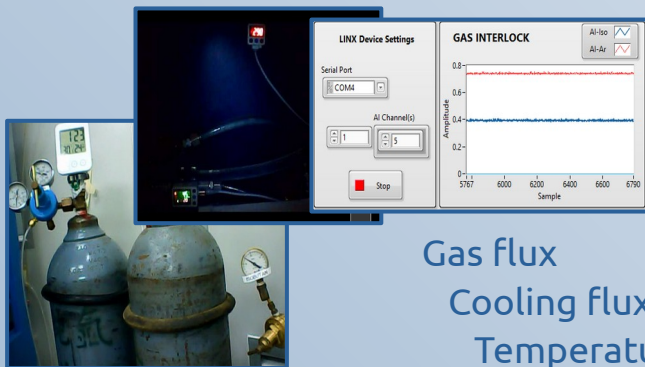 LINX Device Settings
Serial Port
COM4
AI Channel(s)
1
5
Stop
GAS INTERLOCK
AI-Iso
AI-Ar
Amplitude
0.8
0.6
0.4
0.2
0
5767 6000 6200 6400 6600 6790
Sample
Gas flux
Cooling flux
Temperatu